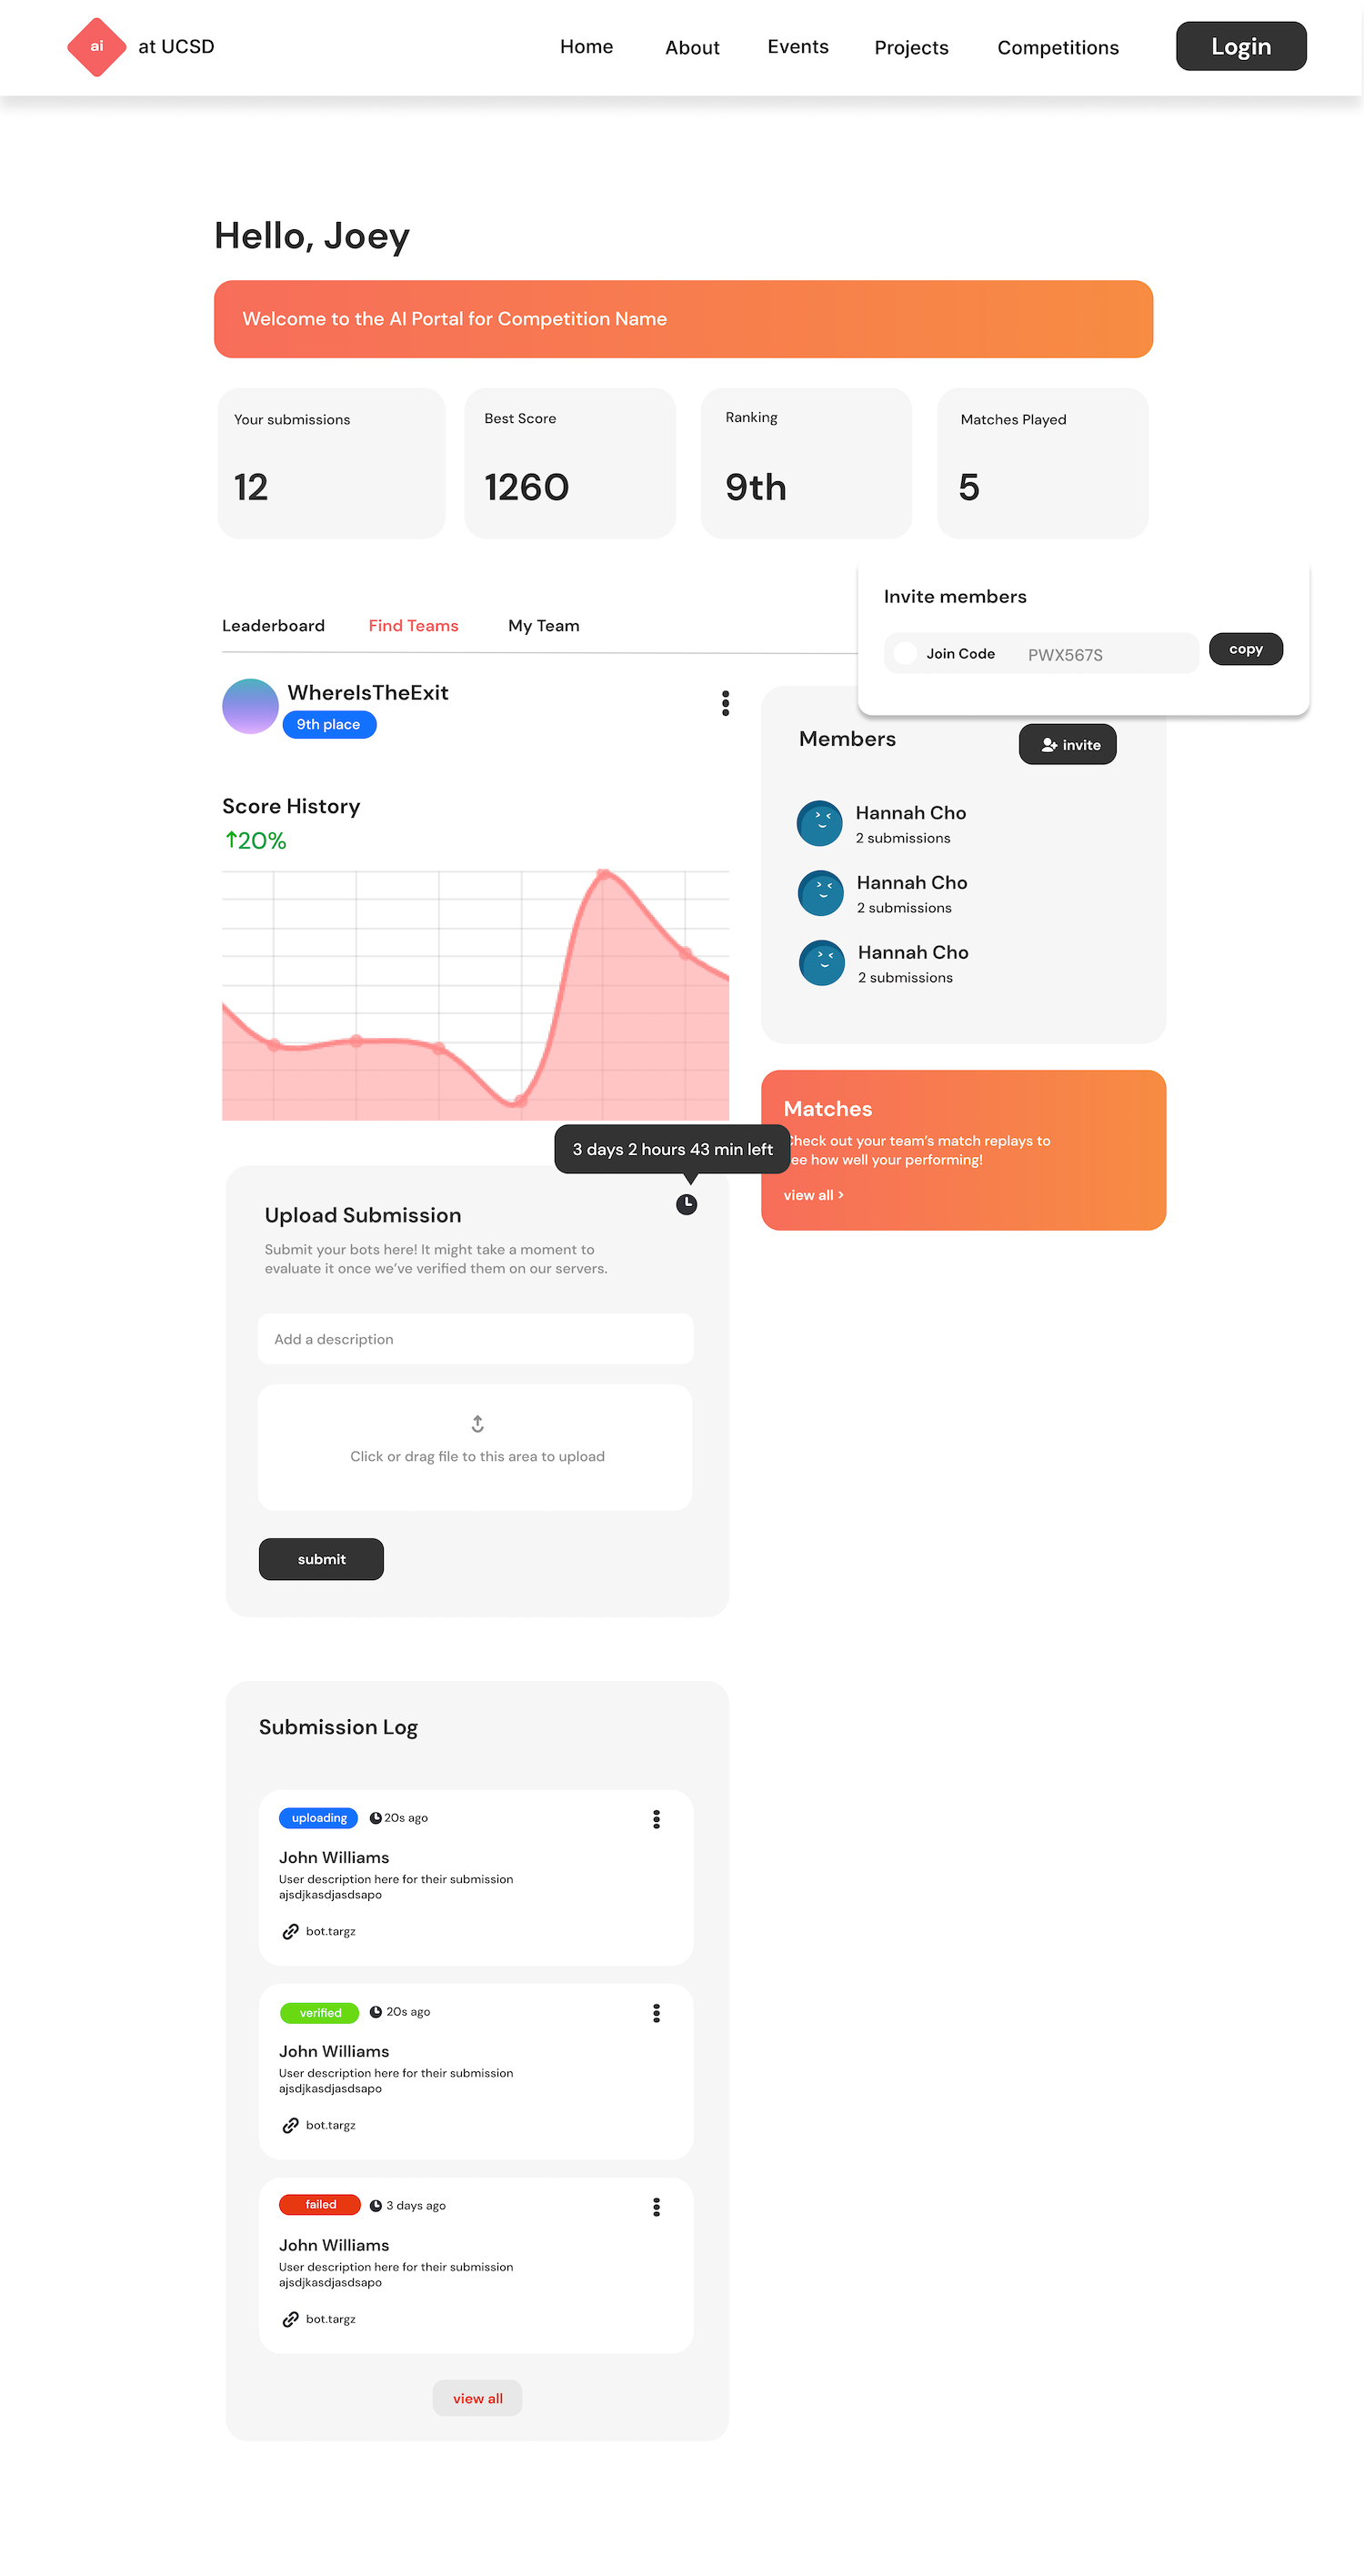 ai
at UCSD
Home
About
Events
Projects
Competitions
Login
Hello, Joey
Welcome to the AI Portal for Competition Name
Your submissions
12
Best Score
1260
Ranking
9th
Matches Played
5
Leaderboard
Find Teams
My Team
Invite members
Join Code
PWX567S
copy
WhereIsTheExit
9th place
Score History
↑20%
Members
invite
Hannah Cho
2 submissions
Hannah Cho
2 submissions
Hannah Cho
2 submissions
Matches
Check out your team's match replays to
see how well your performing!
view all >
3 days 2 hours 43 min left
Upload Submission
Submit your bots here! It might take a moment to
evaluate it once we've verified them on our servers.
Add a description
Click or drag file to this area to upload
submit
Submission Log
uploading
20s ago
John Williams
User description here for their submission
ajsdjkasdjasdsapo
bot.targz
verified
20s ago
John Williams
User description here for their submission
ajsdjkasdjasdsapo
bot.targz
failed
3 days ago
John Williams
User description here for their submission
ajsdjkasdjasdsapo
bot.targz
view all